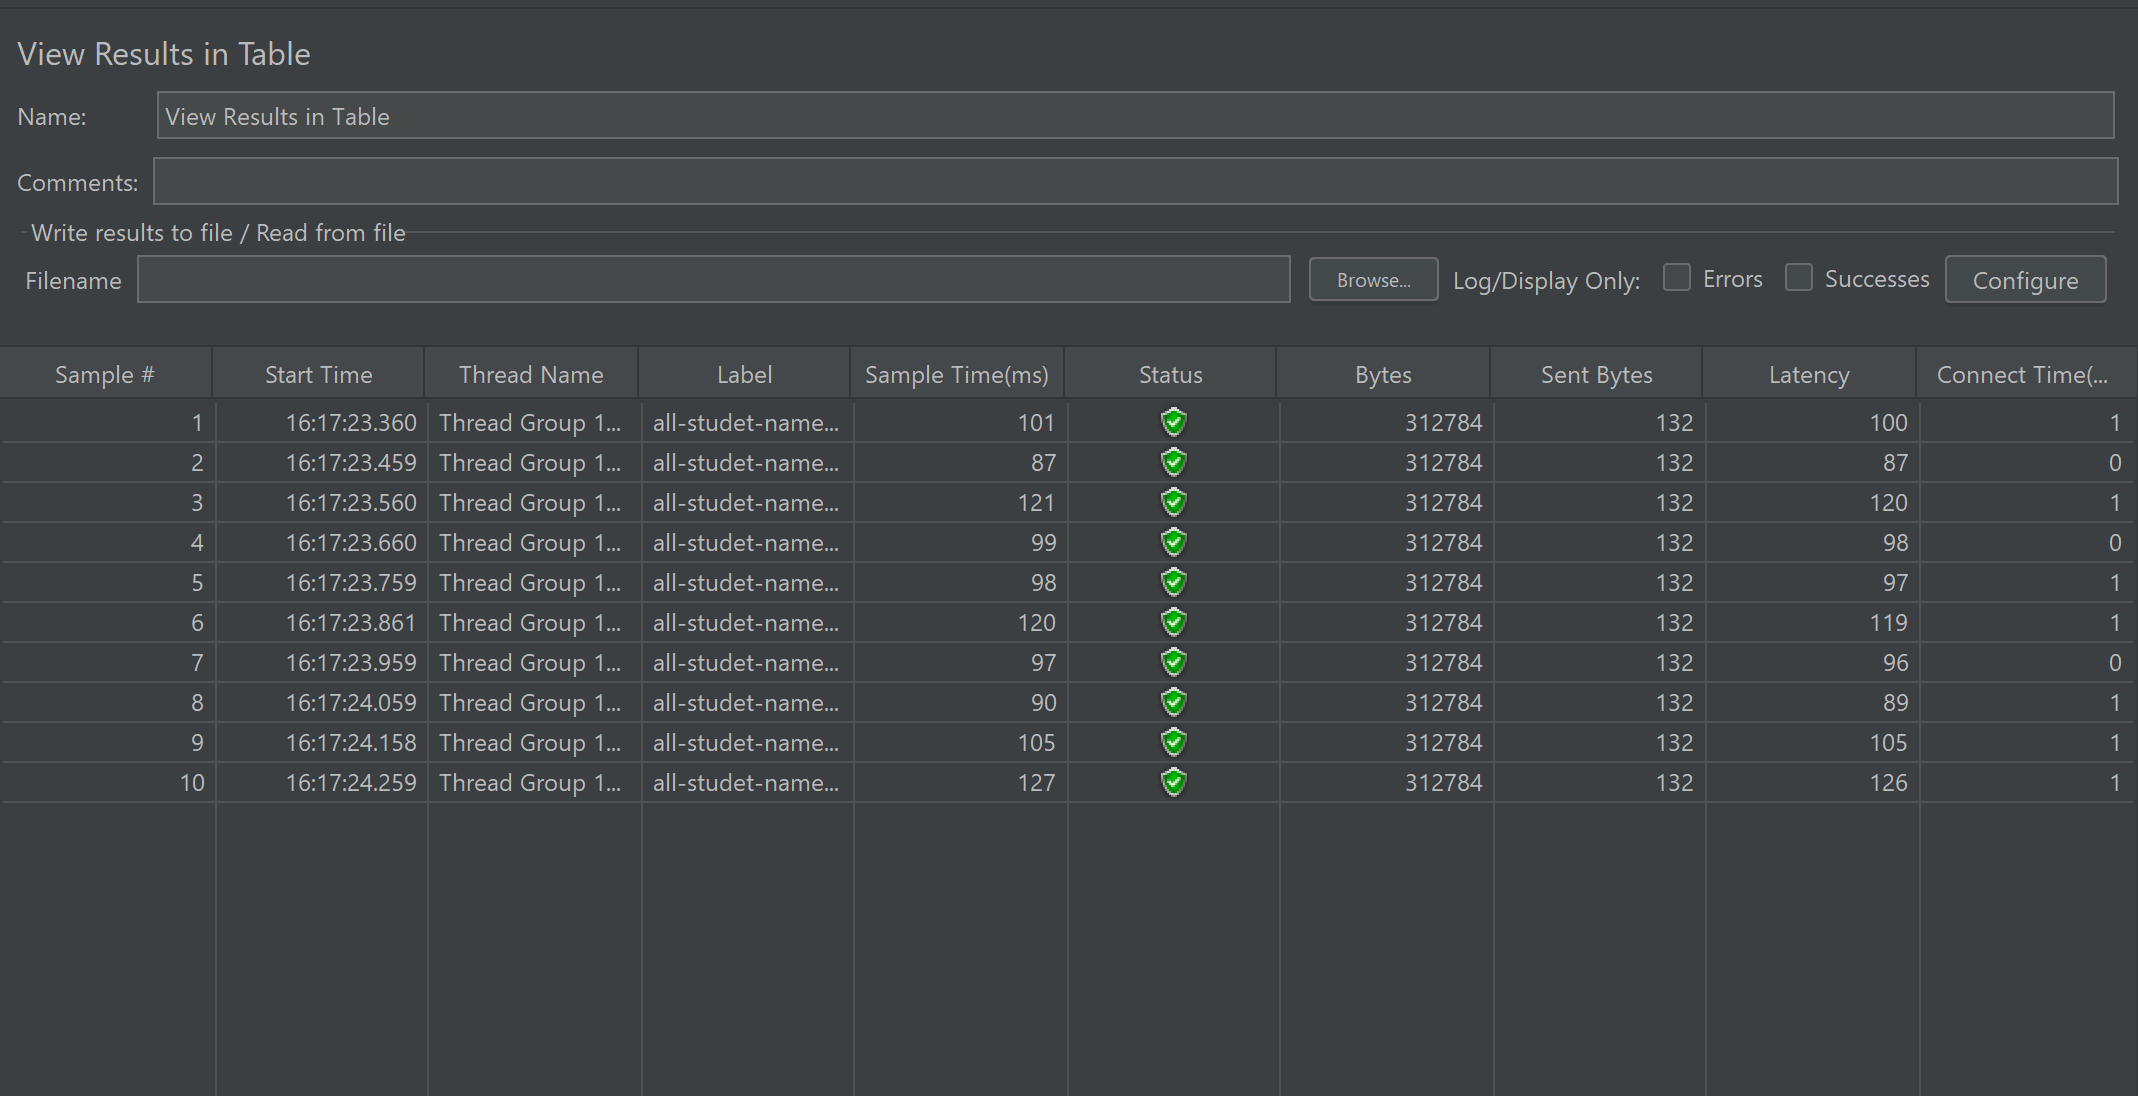 View Results in Table
Name: View Results in Table
Comments:
Write results to file / Read from file
Filename Browse... Log/Display Only: Errors Successes Configure
Sample # Start Time Thread Name Label Sample Time(ms) Status Bytes Sent Bytes Latency Connect Time(...
1 16:17:23.360 Thread Group 1... all-studet-name... 101 312784 132 100 1
2 16:17:23.459 Thread Group 1... all-studet-name... 87 312784 132 87 0
3 16:17:23.560 Thread Group 1... all-studet-name... 121 312784 132 120 1
4 16:17:23.660 Thread Group 1... all-studet-name... 99 312784 132 98 0
5 16:17:23.759 Thread Group 1... all-studet-name... 98 312784 132 97 1
6 16:17:23.861 Thread Group 1... all-studet-name... 120 312784 132 119 1
7 16:17:23.959 Thread Group 1... all-studet-name... 97 312784 132 96 0
8 16:17:24.059 Thread Group 1... all-studet-name... 90 312784 132 89 1
9 16:17:24.158 Thread Group 1... all-studet-name... 105 312784 132 105 1
10 16:17:24.259 Thread Group 1... all-studet-name... 127 312784 132 126 1